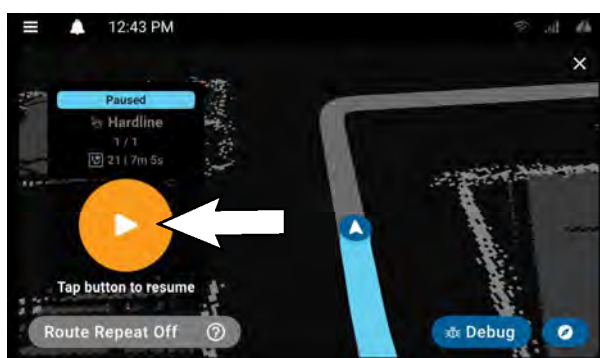 12:43 PM
Paused
Hardline
1 / 1
21 | 7m 5s
Tap button to resume
Route Repeat Off
Debug